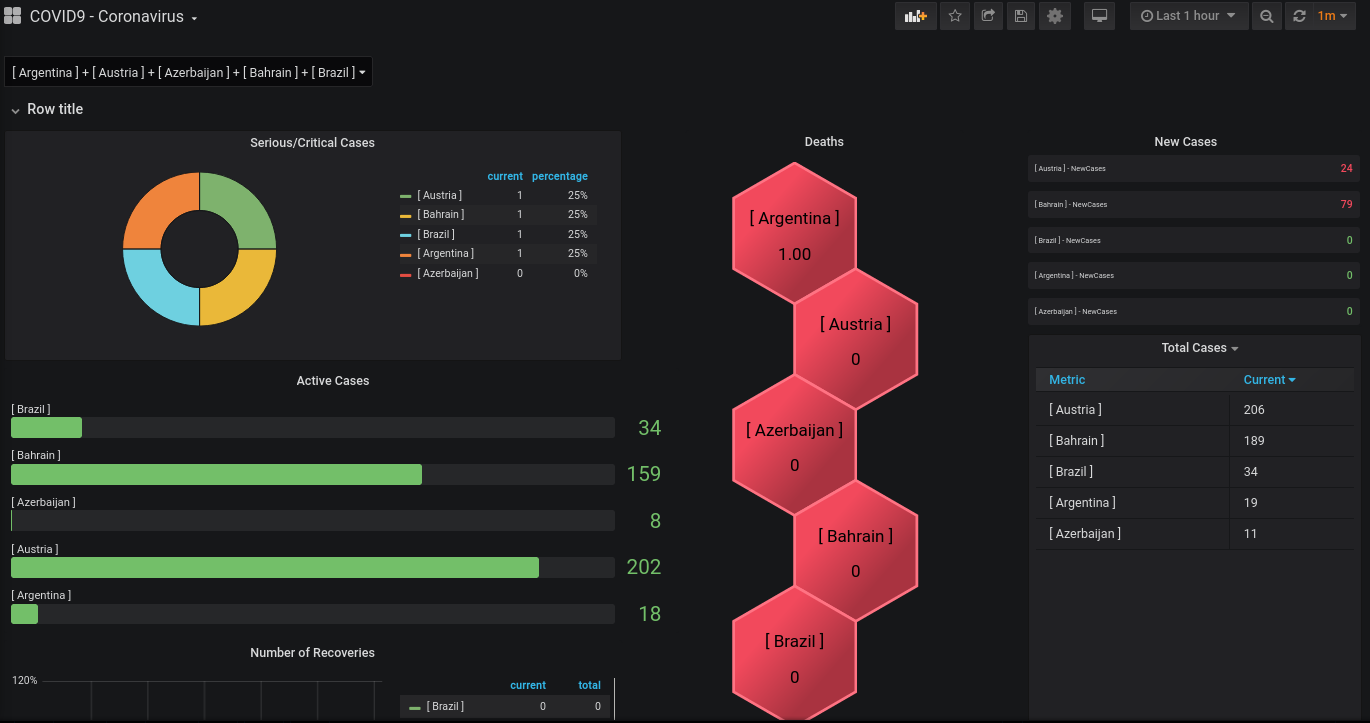 COVID9 - Coronavirus
Last 1 hour
1m
[ Argentina ] + [ Austria ] + [ Azerbaijan ] + [ Bahrain ] + [ Brazil ]
Row title
Serious/Critical Cases
current percentage
[ Austria ] 1 25%
[ Bahrain ] 1 25%
[ Brazil ] 1 25%
[ Argentina ] 1 25%
[ Azerbaijan ] 0 0%
Active Cases
[ Brazil ]
34
[ Bahrain ]
159
[ Azerbaijan ]
8
[ Austria ]
202
[ Argentina ]
18
Number of Recoveries
120%
current total
[ Brazil ] 0 0
Deaths
[ Argentina ]
1.00
[ Austria ]
0
[ Azerbaijan ]
0
[ Bahrain ]
0
[ Brazil ]
0
New Cases
[ Austria ] - NewCases 24
[ Bahrain ] - NewCases 79
[ Brazil ] - NewCases 0
[ Argentina ] - NewCases 0
[ Azerbaijan ] - NewCases 0
Total Cases
Metric Current
[ Austria ] 206
[ Bahrain ] 189
[ Brazil ] 34
[ Argentina ] 19
[ Azerbaijan ] 11